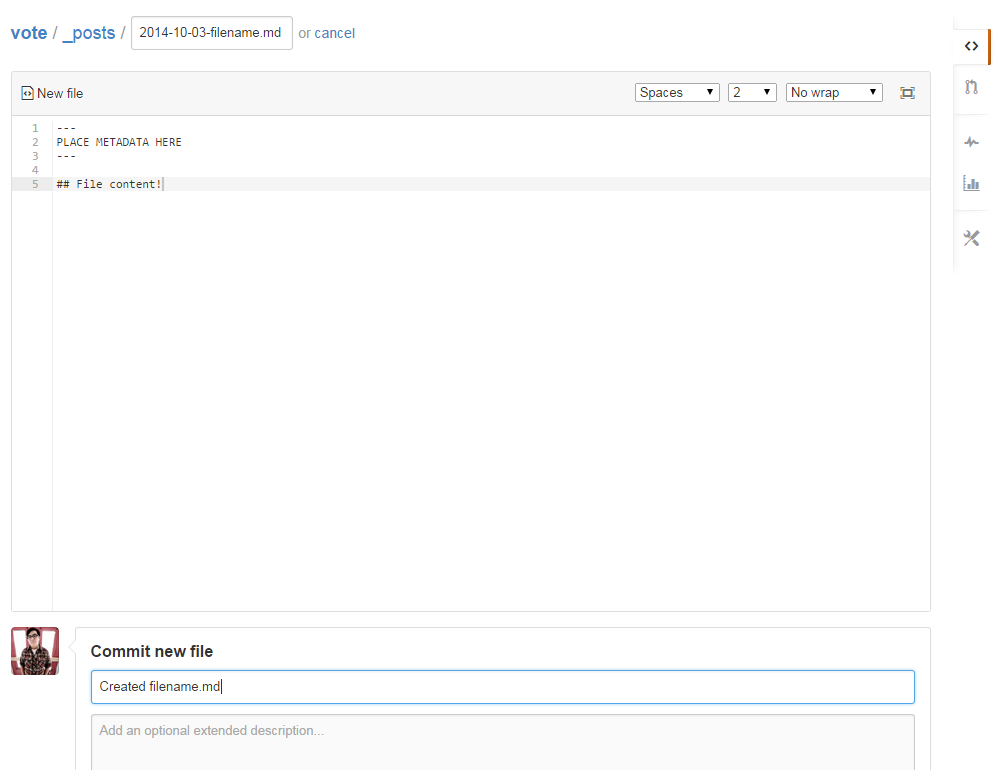 vote / _posts / 2014-10-03-filename.md or cancel
New file Spaces 2 No wrap
1 ---
2 PLACE METADATA HERE
3 ---
4
5 ## File content!
Commit new file
Created filename.md
Add an optional extended description...